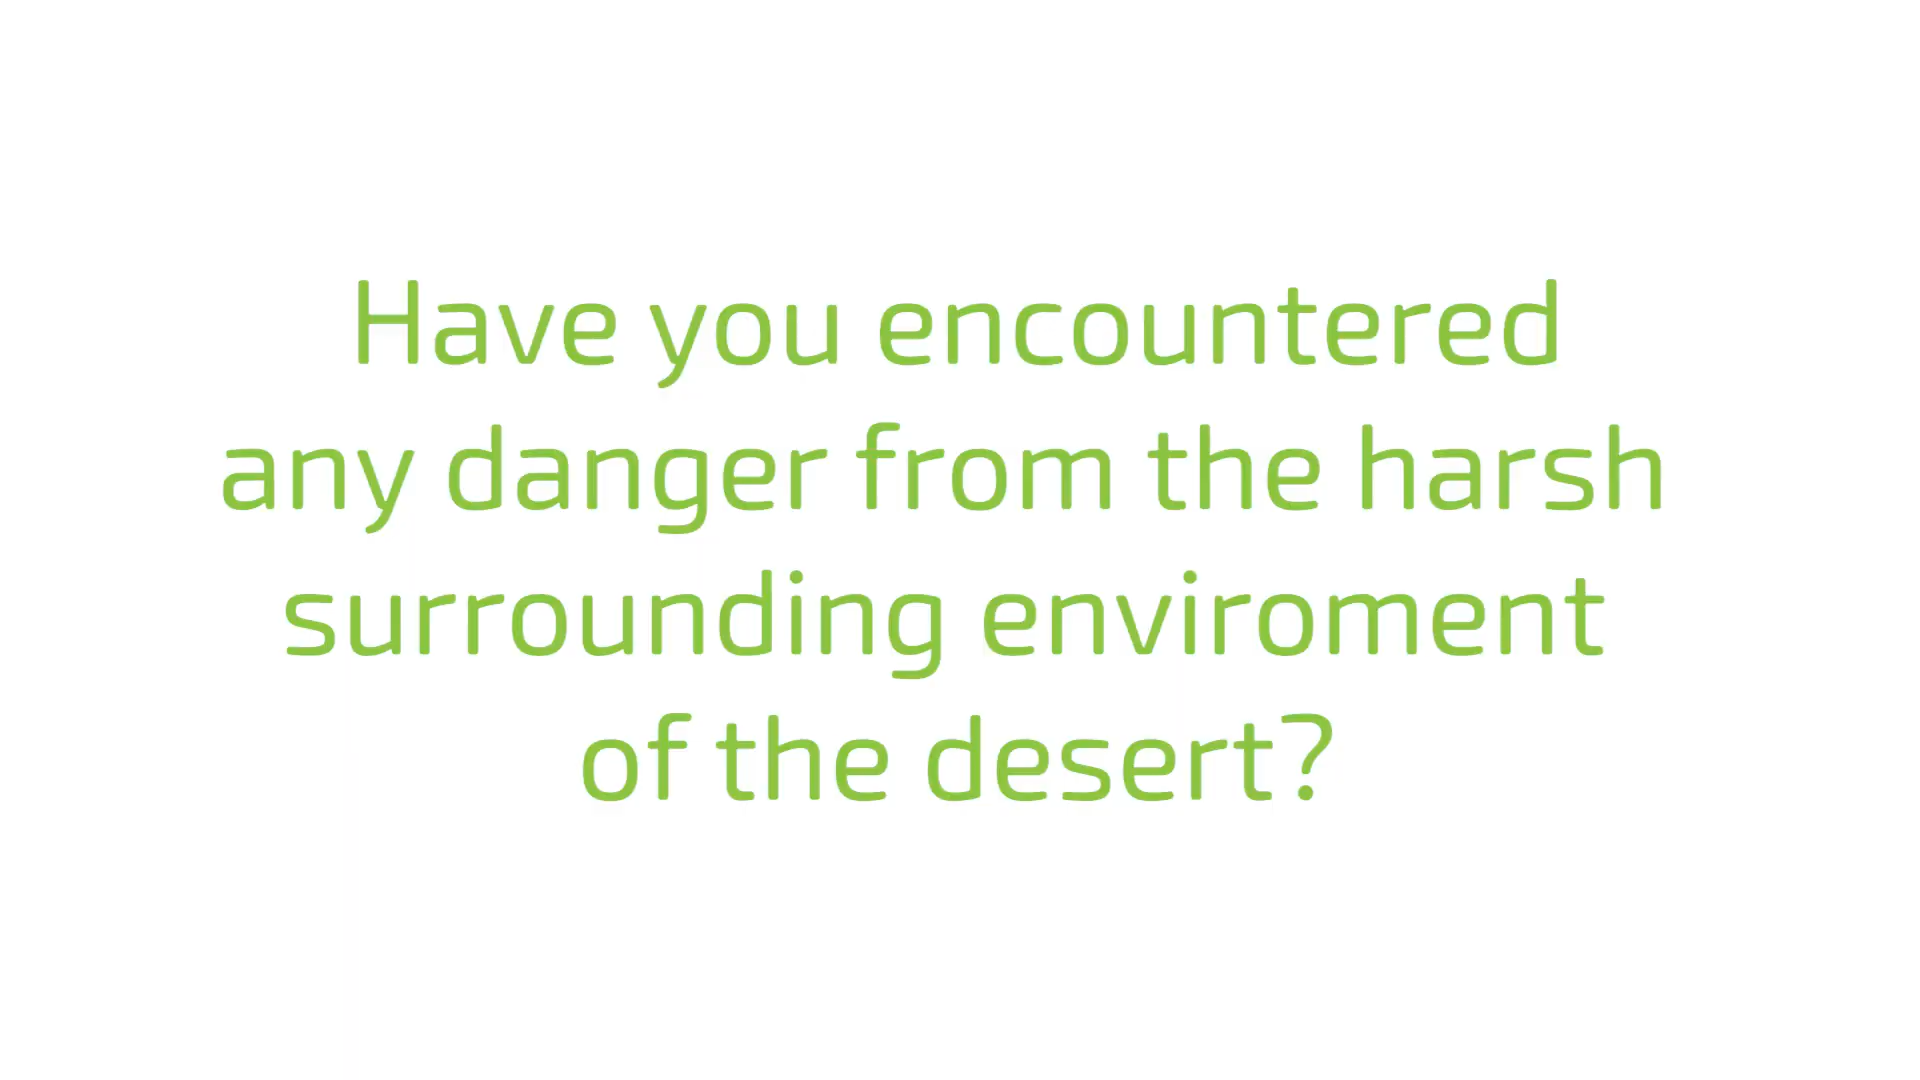 Have you encountered
any danger from the harsh
surrounding enviroment
of the desert?